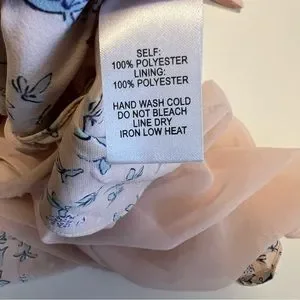 SELF:
100% POLYESTER
LINING:
100% POLYESTER
HAND WASH COLD
DO NOT BLEACH
LINE DRY
IRON LOW HEAT